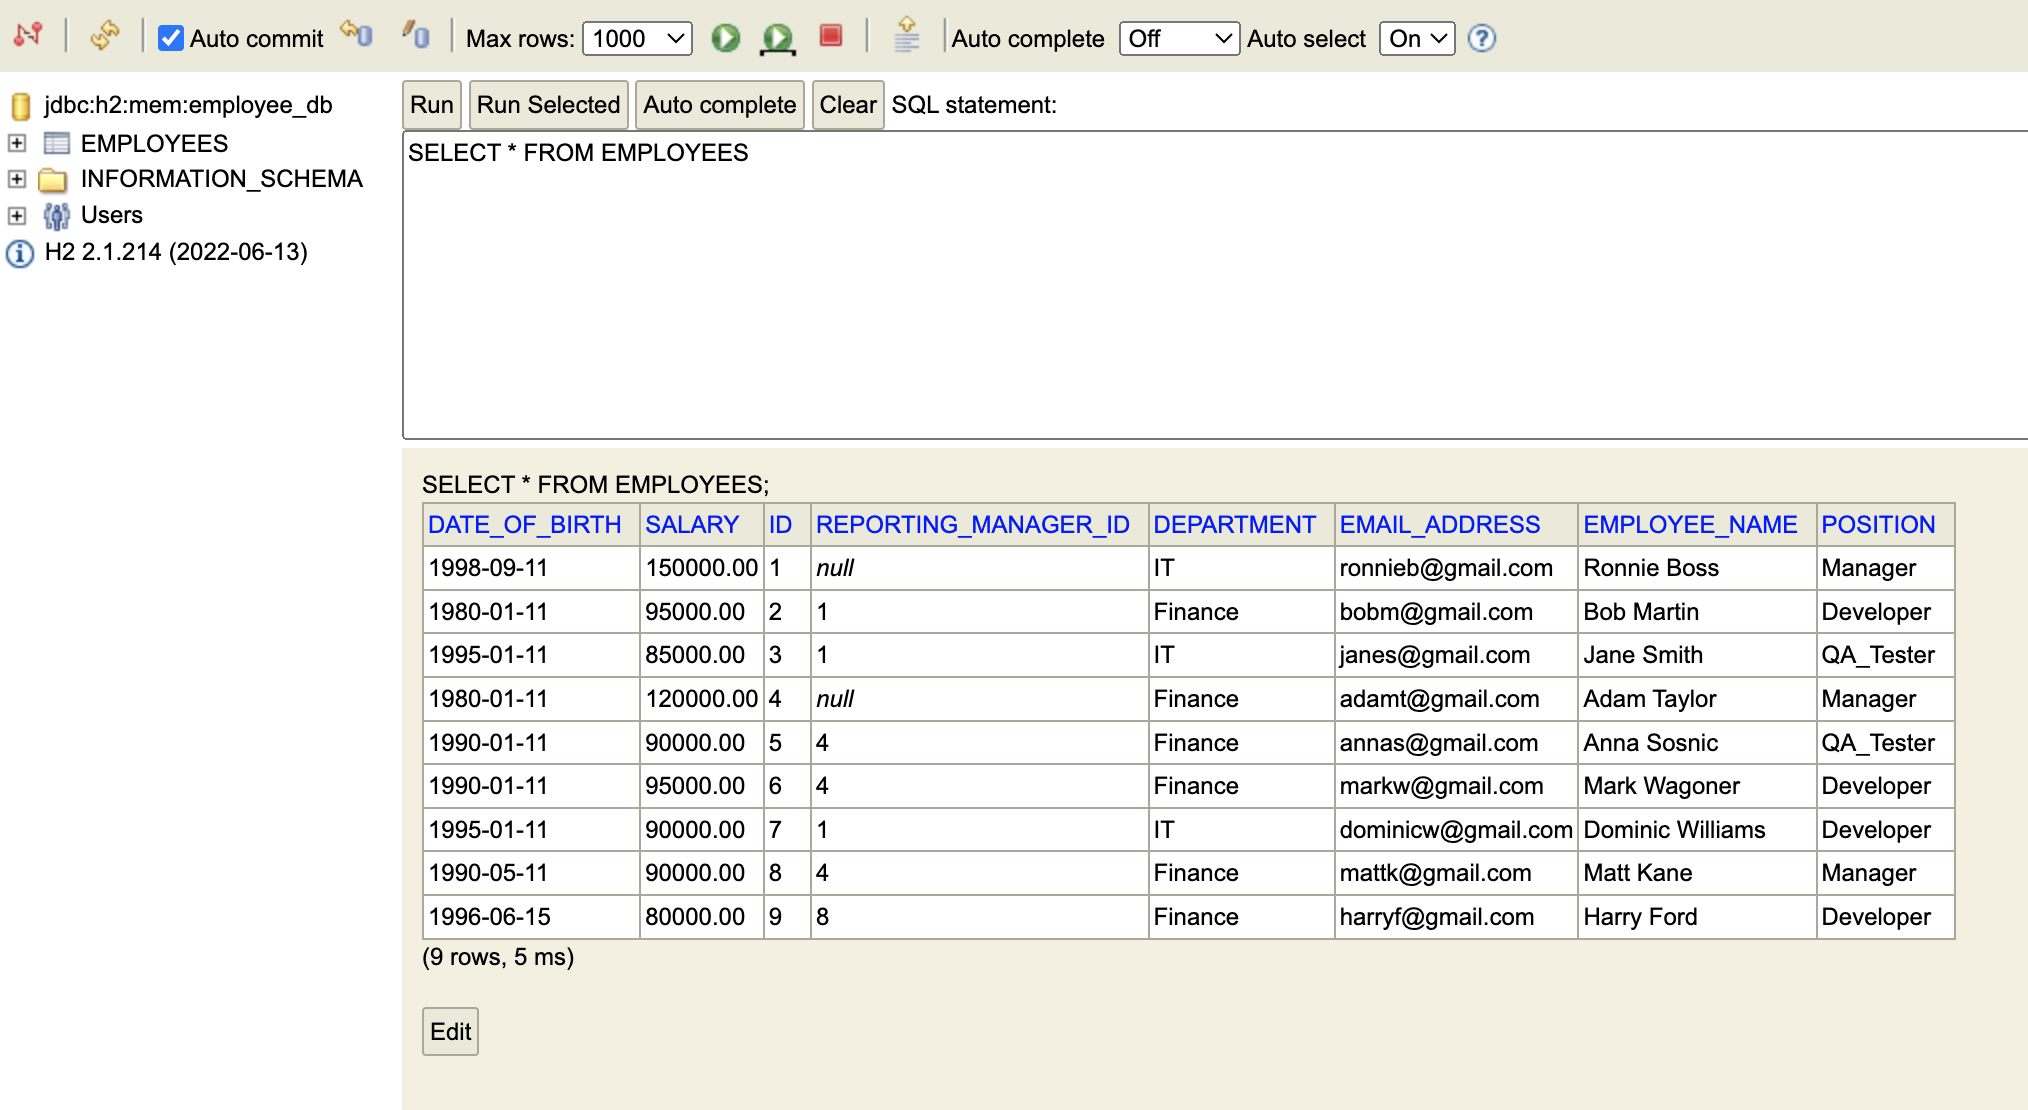 Auto commit Max rows: 1000 Auto complete Off Auto select On ?
jdbc:h2:mem:employee_db
EMPLOYEES
INFORMATION_SCHEMA
Users
H2 2.1.214 (2022-06-13)
Run Run Selected Auto complete Clear SQL statement:
SELECT * FROM EMPLOYEES
SELECT * FROM EMPLOYEES;
DATE_OF_BIRTH SALARY ID REPORTING_MANAGER_ID DEPARTMENT EMAIL_ADDRESS EMPLOYEE_NAME POSITION
1998-09-11 150000.00 1 null IT ronnieb@gmail.com Ronnie Boss Manager
1980-01-11 95000.00 2 1 Finance bobm@gmail.com Bob Martin Developer
1995-01-11 85000.00 3 1 IT janes@gmail.com Jane Smith QA_Tester
1980-01-11 120000.00 4 null Finance adamt@gmail.com Adam Taylor Manager
1990-01-11 90000.00 5 4 Finance annas@gmail.com Anna Sosnic QA_Tester
1990-01-11 95000.00 6 4 Finance markw@gmail.com Mark Wagoner Developer
1995-01-11 90000.00 7 1 IT dominicw@gmail.com Dominic Williams Developer
1990-05-11 90000.00 8 4 Finance mattk@gmail.com Matt Kane Manager
1996-06-15 80000.00 9 8 Finance harryf@gmail.com Harry Ford Developer
(9 rows, 5 ms)
Edit